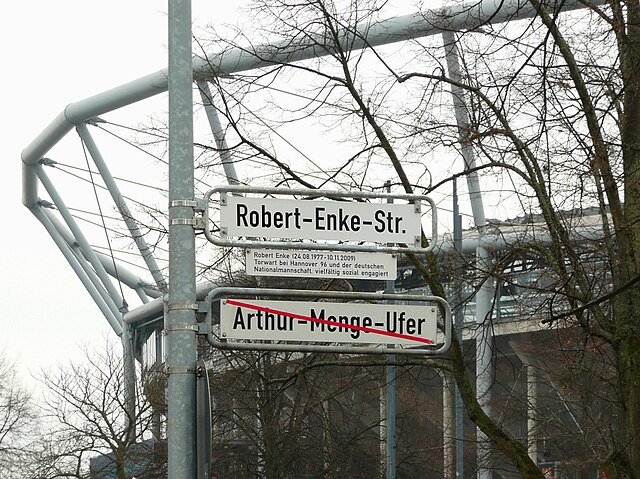 Robert-Enke-Str.
Robert Enke (24.08.1977-10.11.2009)
Torwart bei Hannover 96 und der deutschen
Nationalmannschaft, vielfältig sozial engagiert
Arthur-Menge-Ufer